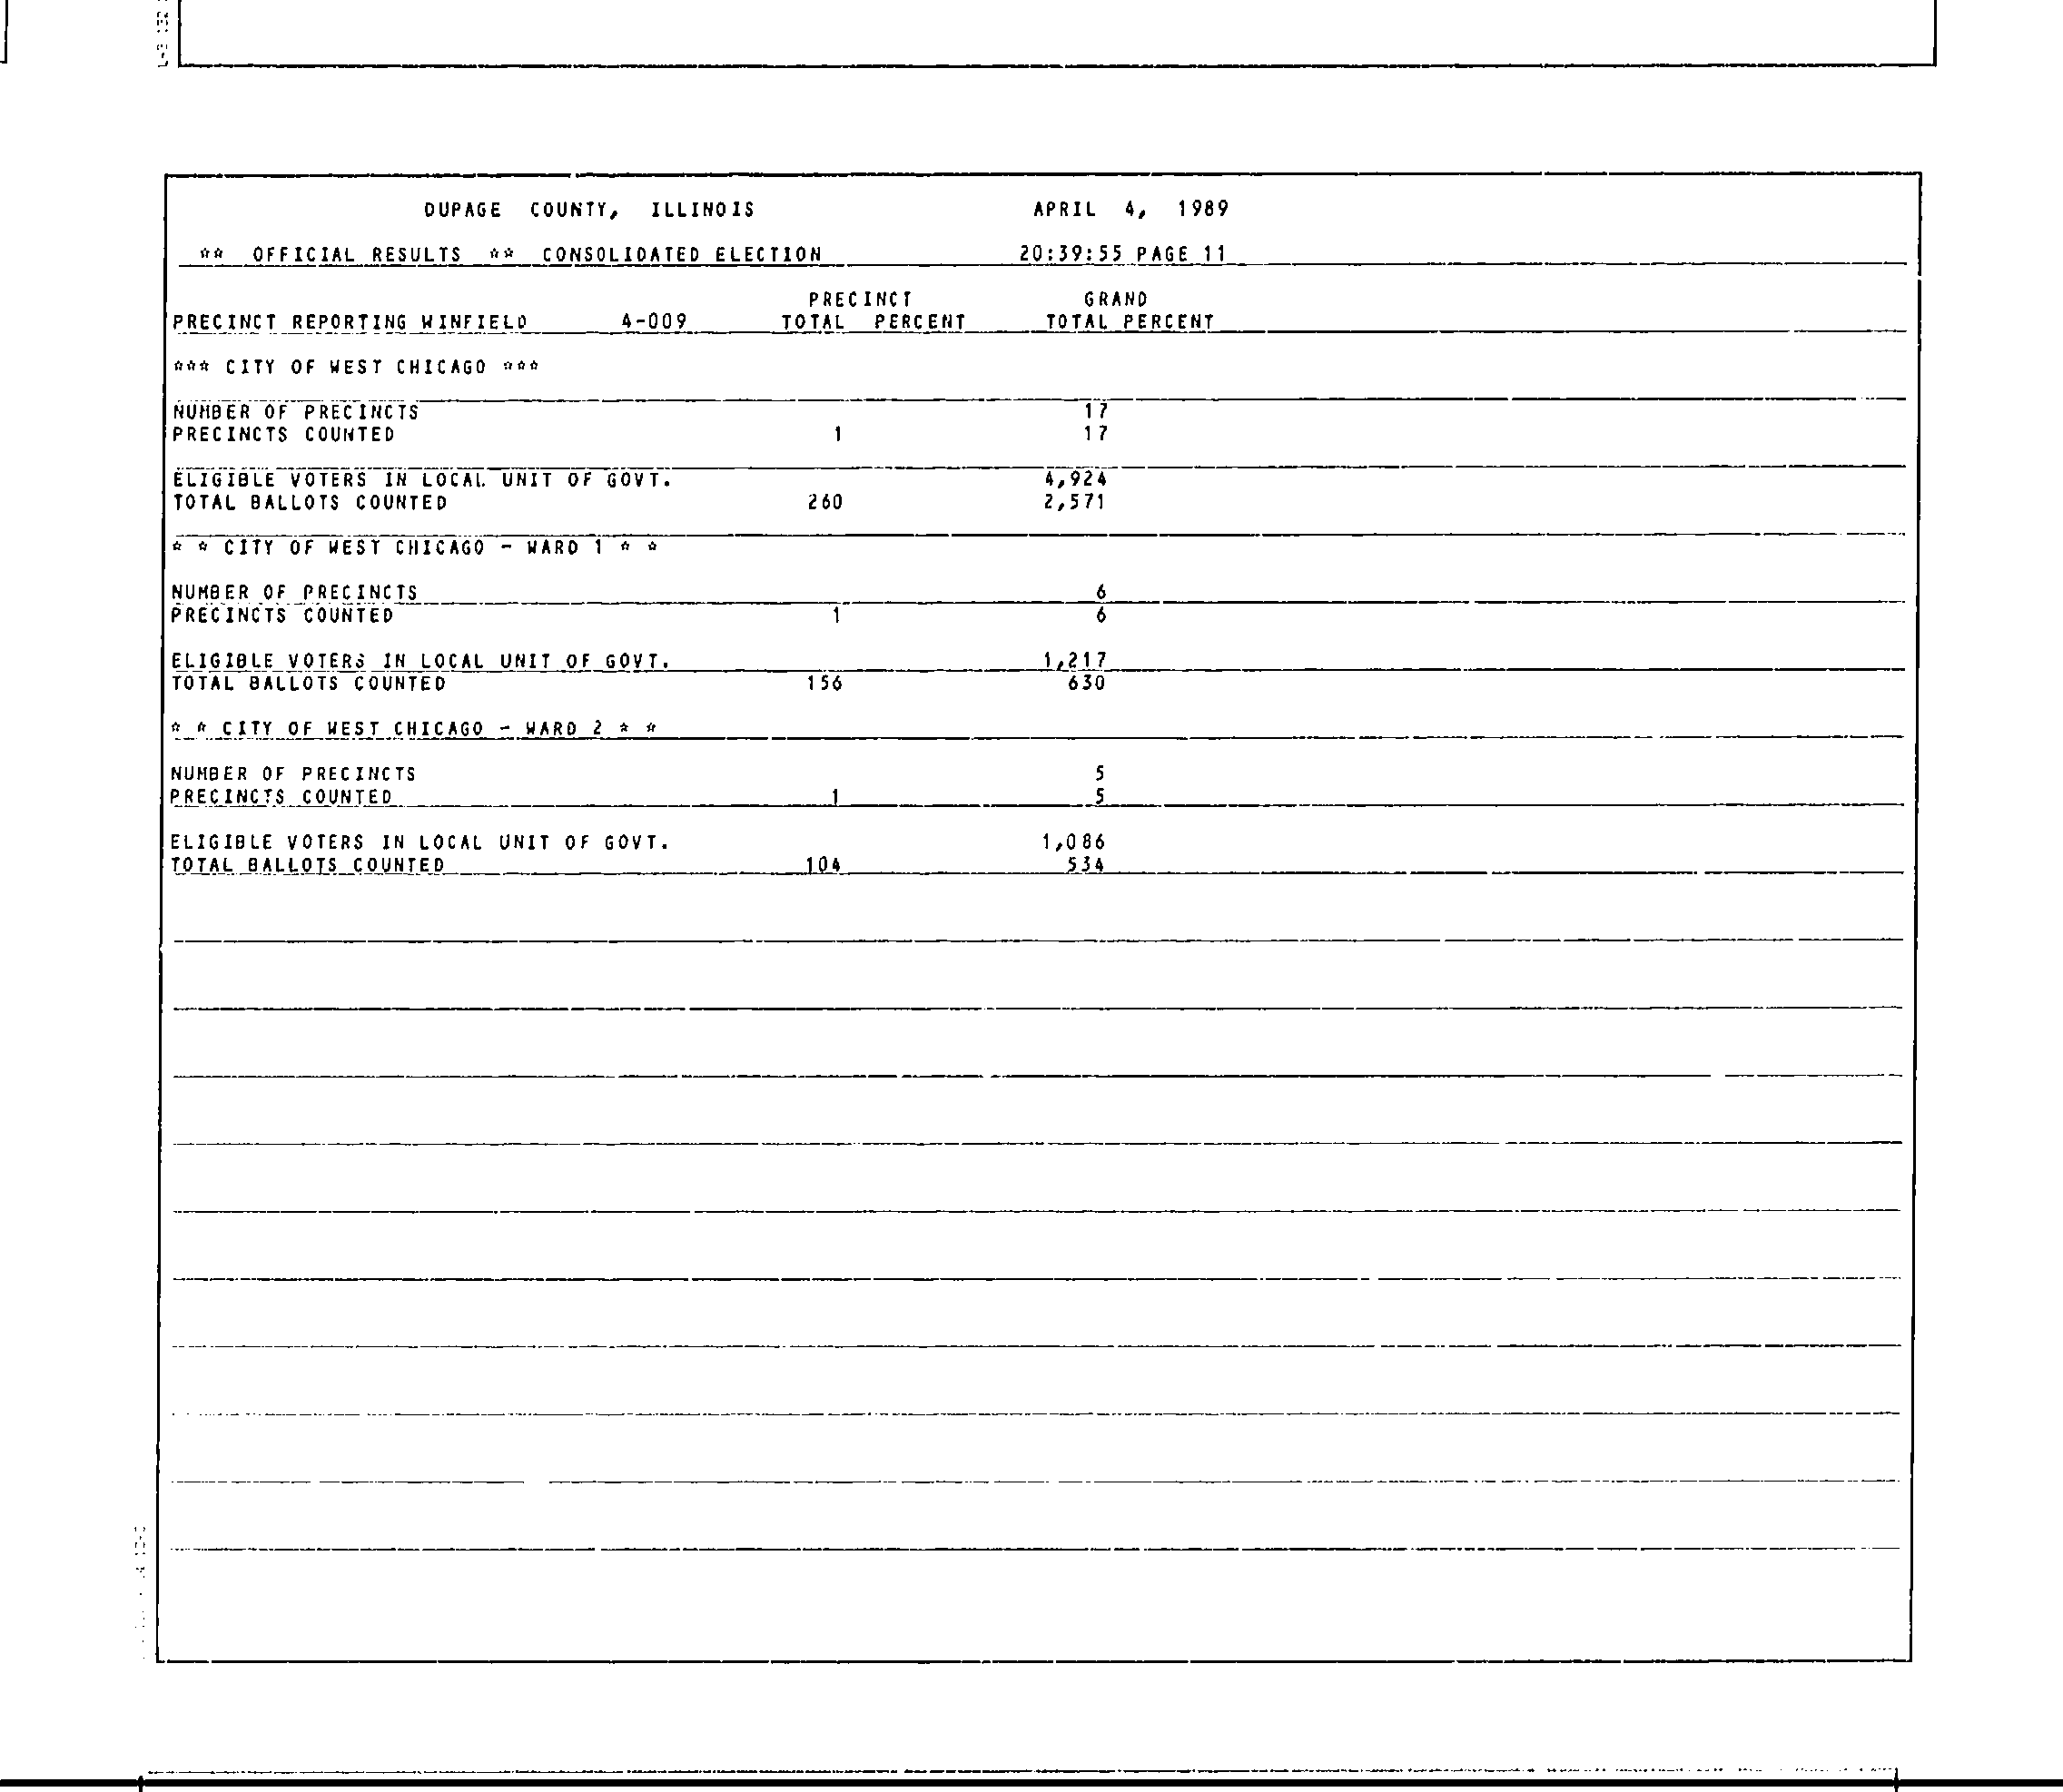 DUPAGE COUNTY, ILLINOIS APRIL 4, 1989
** OFFICIAL RESULTS ** CONSOLIDATED ELECTION 20:39:55 PAGE 11
PRECINCT GRAND
PRECINCT REPORTING WINFIELD 4-009 TOTAL PERCENT TOTAL PERCENT
*** CITY OF WEST CHICAGO ***
NUMBER OF PRECINCTS 17
PRECINCTS COUNTED 1 17
ELIGIBLE VOTERS IN LOCAL UNIT OF GOVT. 4,924
TOTAL BALLOTS COUNTED 260 2,571
* * CITY OF WEST CHICAGO - WARD 1 * *
NUMBER OF PRECINCTS 6
PRECINCTS COUNTED 1 6
ELIGIBLE VOTERS IN LOCAL UNIT OF GOVT. 1,217
TOTAL BALLOTS COUNTED 156 630
* * CITY OF WEST CHICAGO - WARD 2 * *
NUMBER OF PRECINCTS 5
PRECINCTS COUNTED 1 5
ELIGIBLE VOTERS IN LOCAL UNIT OF GOVT. 1,086
TOTAL BALLOTS COUNTED 104 534